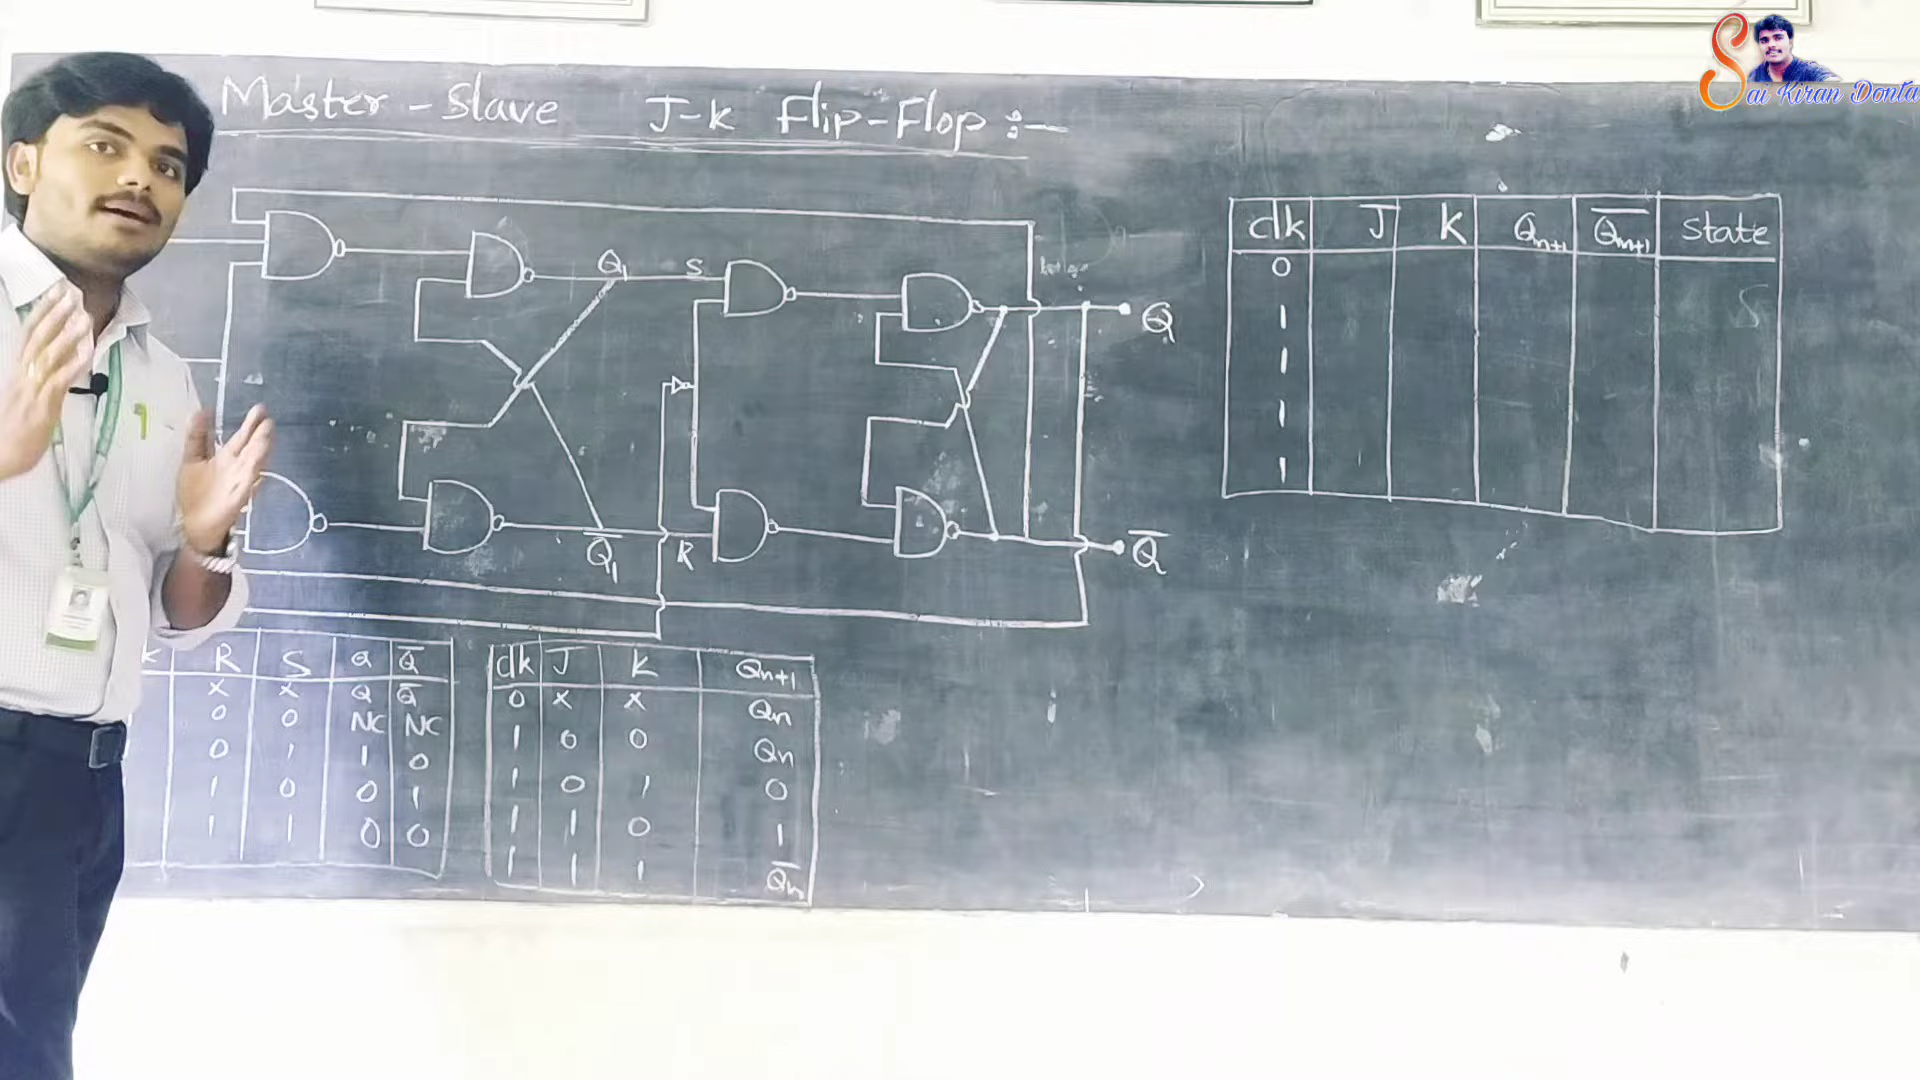 Master - Slave J-K Flip-Flop :-
Sai Kiran Donta
Q1 S
Q
Q̅1 R
Q̅
clk J K Qn+1 Q̅n+1 State
0
1
1
1
1
K R S Q Q̅
X X Q Q̅
0 0 NC NC
0 1 1 0
1 0 0 1
1 1 0 0
clk J K Qn+1
0 X X Qn
1 0 0 Qn
1 0 1 0
1 1 0 1
1 1 1 Q̅n